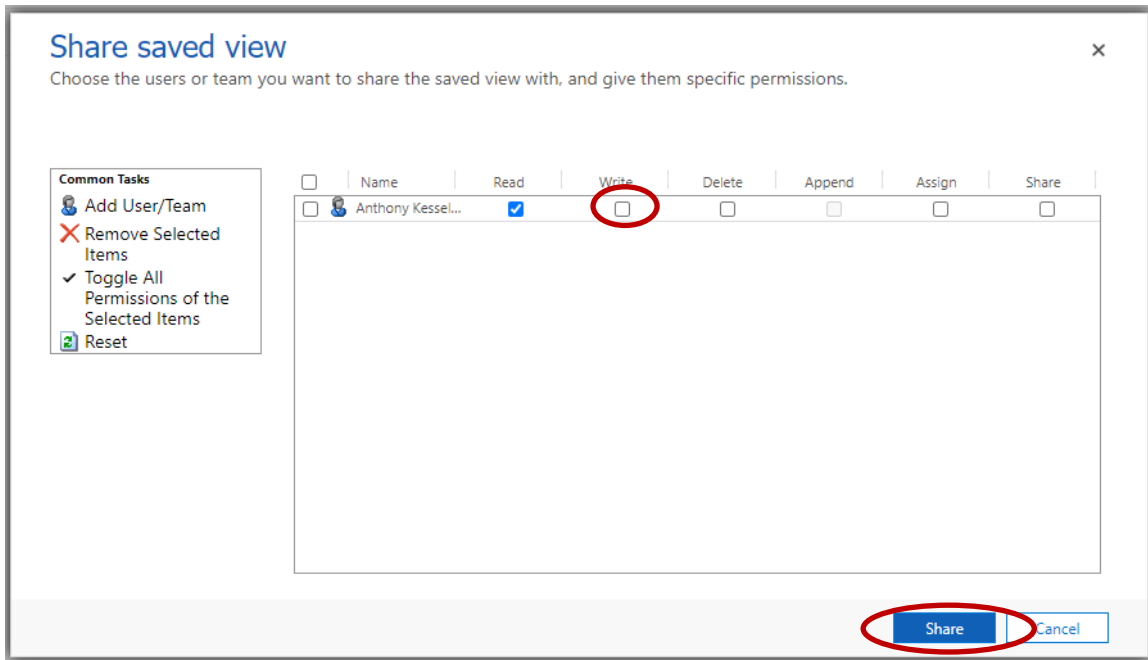 Share saved view
Choose the users or team you want to share the saved view with, and give them specific permissions.
Common Tasks
Add User/Team
Remove Selected
Items
Toggle All
Permissions of the
Selected Items
Reset
Name Read Write Delete Append Assign Share
Anthony Kessel...
Share Cancel